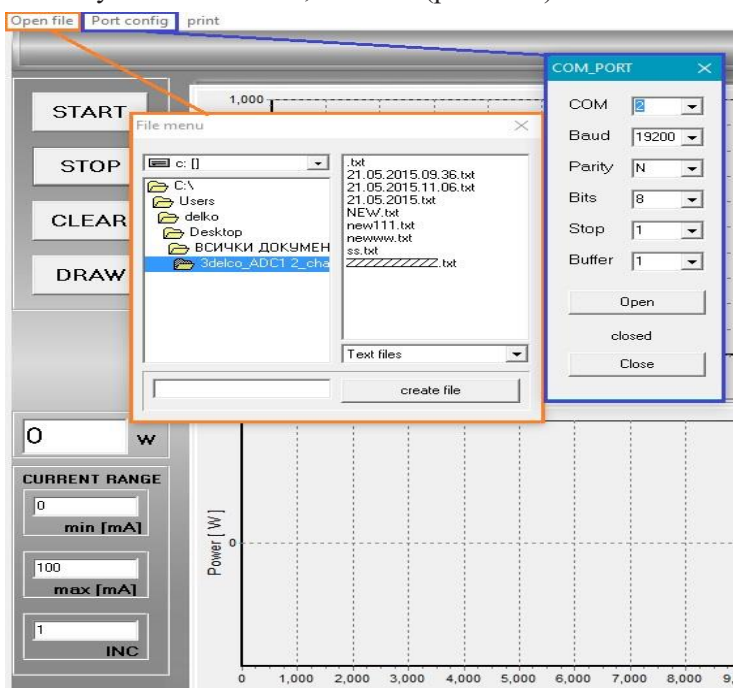 Open file Port config print
START
STOP
CLEAR
DRAW
1,000
File menu
c: []
C:\
Users
delko
Desktop
ВСИЧКИ ДОКУМЕН
3delco_ADC1 2_cha
.txt
21.05.2015.09.36.txt
21.05.2015.11.06.txt
21.05.2015.txt
NEW.txt
new111.txt
newww.txt
ss.txt
ZZZZZZZZZZ.txt
Text files
create file
COM_PORT
COM 2
Baud 19200
Parity N
Bits 8
Stop 1
Buffer 1
Open
closed
Close
0 W
CURRENT RANGE
0
min [mA]
100
max [mA]
1
INC
Power [ W ]
0
0 1,000 2,000 3,000 4,000 5,000 6,000 7,000 8,000 9,